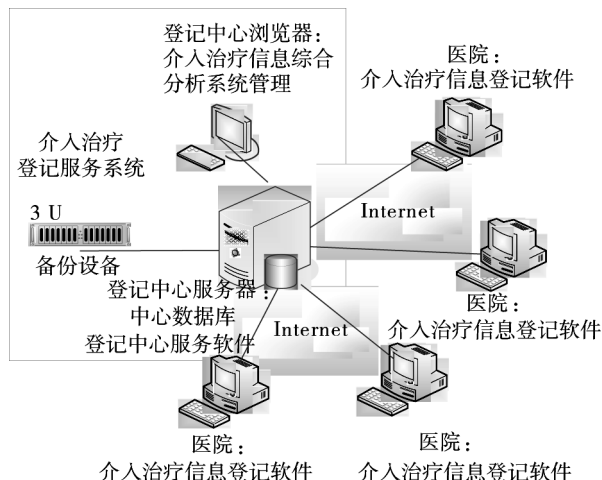 登记中心浏览器：
介入治疗信息综合
分析系统管理
医院：
介入治疗信息登记软件
介入治疗
登记服务系统
3 U
备份设备
Internet
登记中心服务器：
中心数据库
登记中心服务软件
Internet
医院：
介入治疗信息登记软件
医院：
介入治疗信息登记软件
医院：
介入治疗信息登记软件